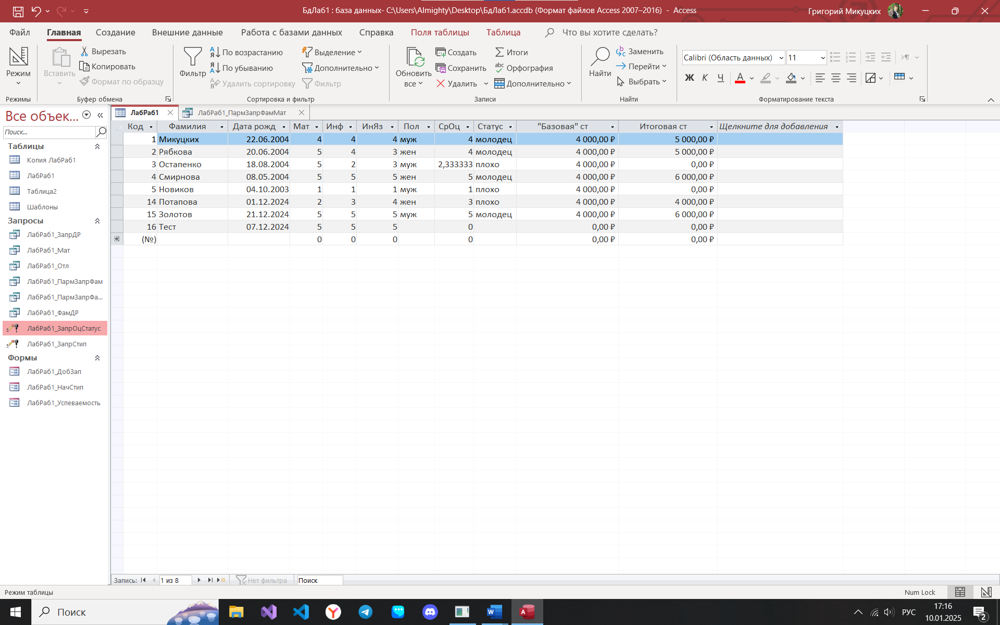 БдЛаб1 : база данных- C:\Users\Almighty\Desktop\БдЛаб1.accdb (Формат файлов Access 2007–2016) - Access
Григорий Микуцких
Файл Главная Создание Внешние данные Работа с базами данных Справка Поля таблицы Таблица Что вы хотите сделать?
Режим
Режимы
Вставить
Вырезать
Копировать
Формат по образцу
Буфер обмена
Фильтр
По возрастанию
По убыванию
Удалить сортировку
Выделение
Дополнительно
Фильтр
Сортировка и фильтр
Обновить
все
Создать
Сохранить
Удалить
Итоги
Орфография
Дополнительно
Записи
Найти
Заменить
Перейти
Выбрать
Найти
Calibri (Область данных) 11
Ж К Ч А
Форматирование текста
Все объек...
Поиск...
Таблицы
Копия ЛабРаб1
ЛабРаб1
Таблица2
Шаблоны
Запросы
ЛабРаб1_ЗапрДР
ЛабРаб1_Мат
ЛабРаб1_Отл
ЛабРаб1_ПармЗапрФам
ЛабРаб1_ПармЗапрФа...
ЛабРаб1_ФамДР
ЛабРаб1_ЗапрОцСтатус
ЛабРаб1_ЗапрСтип
Формы
ЛабРаб1_ДобЗап
ЛабРаб1_НачСтип
ЛабРаб1_Успеваемость
ЛабРаб1 ЛабРаб1_ПармЗапрФамМат
Код Фамилия Дата рожд Мат Инф ИнЯз Пол СрОц Статус "Базовая" ст Итоговая ст Щелкните для добавления
1 Микуцких 22.06.2004 4 4 4 муж 4 молодец 4 000,00 ₽ 5 000,00 ₽
2 Рябкова 20.06.2004 5 4 3 жен 4 молодец 4 000,00 ₽ 5 000,00 ₽
3 Остапенко 18.08.2004 5 2 3 муж 2,333333 плохо 4 000,00 ₽ 0,00 ₽
4 Смирнова 08.05.2004 5 5 5 жен 5 молодец 4 000,00 ₽ 6 000,00 ₽
5 Новиков 04.10.2003 1 1 1 муж 1 плохо 4 000,00 ₽ 0,00 ₽
14 Потапова 01.12.2024 2 3 4 жен 3 плохо 4 000,00 ₽ 4 000,00 ₽
15 Золотов 21.12.2024 5 5 5 муж 5 молодец 4 000,00 ₽ 6 000,00 ₽
16 Тест 07.12.2024 5 5 5 0 0,00 ₽ 0,00 ₽
(№) 0 0 0 0 0,00 ₽ 0,00 ₽
Запись: 1 из 8 Нет фильтра Поиск
Режим таблицы
Num Lock
Поиск
РУС
17:16
10.01.2025
2